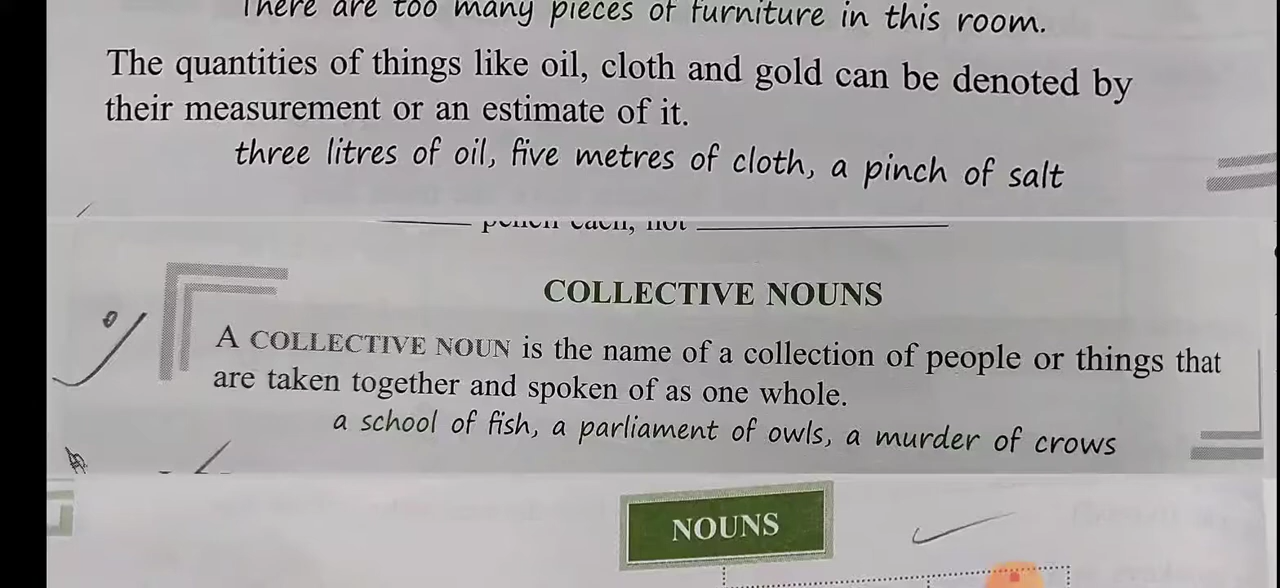 There are too many pieces of furniture in this room.
The quantities of things like oil, cloth and gold can be denoted by
their measurement or an estimate of it.
three litres of oil, five metres of cloth, a pinch of salt
COLLECTIVE NOUNS
A COLLECTIVE NOUN is the name of a collection of people or things that
are taken together and spoken of as one whole.
a school of fish, a parliament of owls, a murder of crows
NOUNS